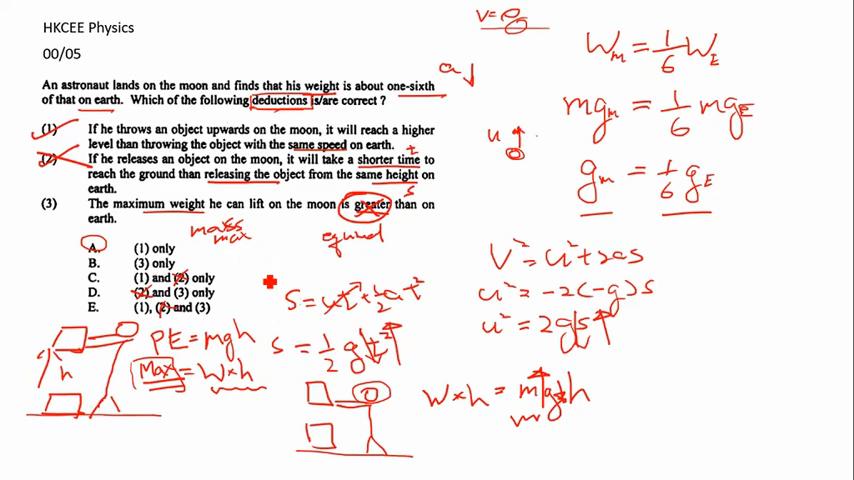 HKCEE Physics
00/05
An astronaut lands on the moon and finds that his weight is about one-sixth
of that on earth. Which of the following deductions is/are correct ?
(1) If he throws an object upwards on the moon, it will reach a higher
level than throwing the object with the same speed on earth.
(2) If he releases an object on the moon, it will take a shorter time to
reach the ground than releasing the object from the same height on
earth.
(3) The maximum weight he can lift on the moon is greater than on
earth.
mass
max
equired
A. (1) only
B. (3) only
C. (1) and (2) only
D. (2) and (3) only
E. (1), (2) and (3)
a↓
t
s
u
W_M = 1/6 W_E
mg_m = 1/6 mg_E
g_m = 1/6 g_E
V² = u² + 2as
u² = -2(-g)s
u² = 2gs
s = ut + 1/2 at²
s = 1/2 gt²
h
PE = mgh
Max = W×h
W×h = mgh
m